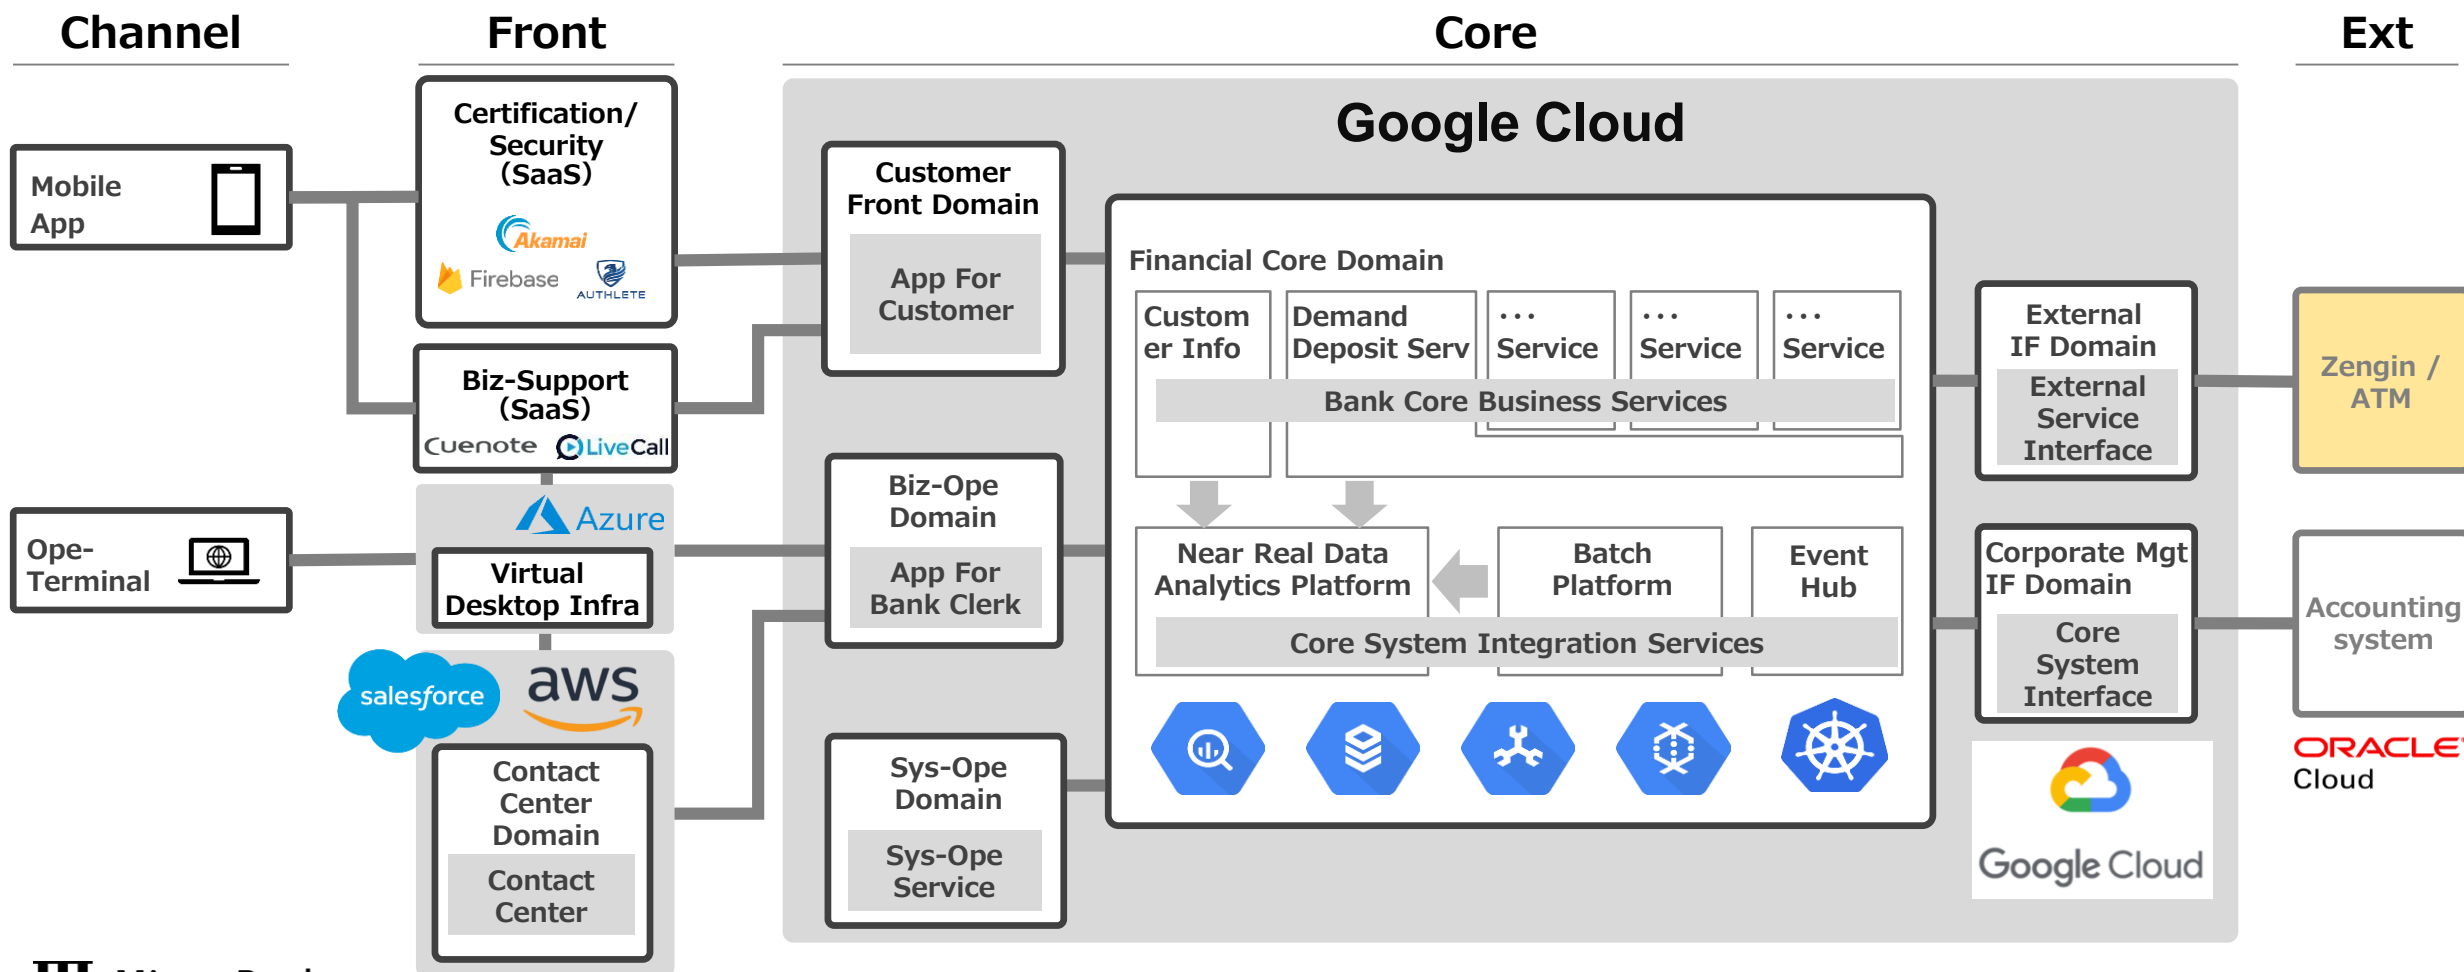 Channel
Front
Core
Ext
Mobile
App
Ope-
Terminal
Certification/
Security
（SaaS）
Akamai
Firebase
AUTHLETE
Biz-Support
（SaaS）
Cuenote
LiveCall
Azure
Virtual
Desktop Infra
salesforce
aws
Contact
Center
Domain
Contact
Center
Google Cloud
Customer
Front Domain
App For
Customer
Biz-Ope
Domain
App For
Bank Clerk
Sys-Ope
Domain
Sys-Ope
Service
Financial Core Domain
Custom
er Info
Demand
Deposit Serv
...
Service
...
Service
...
Service
Bank Core Business Services
Near Real Data
Analytics Platform
Batch
Platform
Event
Hub
Core System Integration Services
External
IF Domain
External
Service
Interface
Corporate Mgt
IF Domain
Core
System
Interface
Google Cloud
Zengin /
ATM
Accounting
system
ORACLE
Cloud